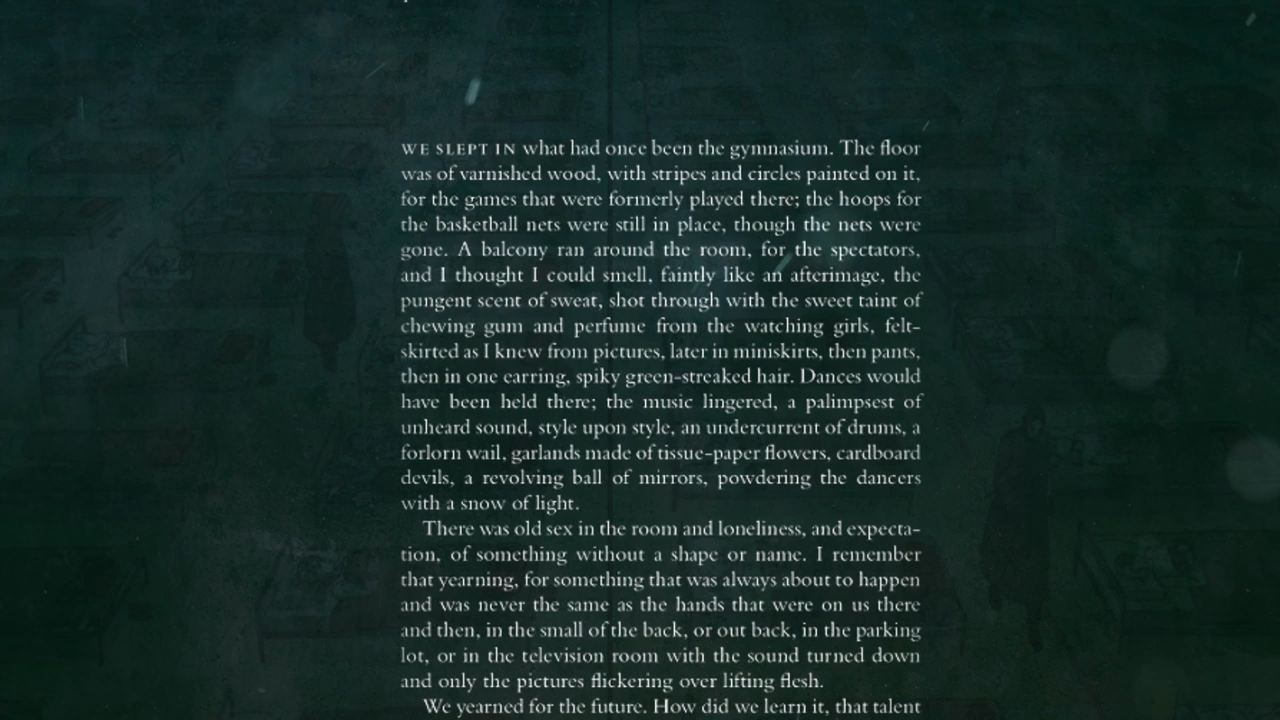 WE SLEPT IN what had once been the gymnasium. The floor
was of varnished wood, with stripes and circles painted on it,
for the games that were formerly played there; the hoops for
the basketball nets were still in place, though the nets were
gone. A balcony ran around the room, for the spectators,
and I thought I could smell, faintly like an afterimage, the
pungent scent of sweat, shot through with the sweet taint of
chewing gum and perfume from the watching girls, felt-
skirted as I knew from pictures, later in miniskirts, then pants,
then in one earring, spiky green-streaked hair. Dances would
have been held there; the music lingered, a palimpsest of
unheard sound, style upon style, an undercurrent of drums, a
forlorn wail, garlands made of tissue-paper flowers, cardboard
devils, a revolving ball of mirrors, powdering the dancers
with a snow of light.
There was old sex in the room and loneliness, and expecta-
tion, of something without a shape or name. I remember
that yearning, for something that was always about to happen
and was never the same as the hands that were on us there
and then, in the small of the back, or out back, in the parking
lot, or in the television room with the sound turned down
and only the pictures flickering over lifting flesh.
We yearned for the future. How did we learn it, that talent